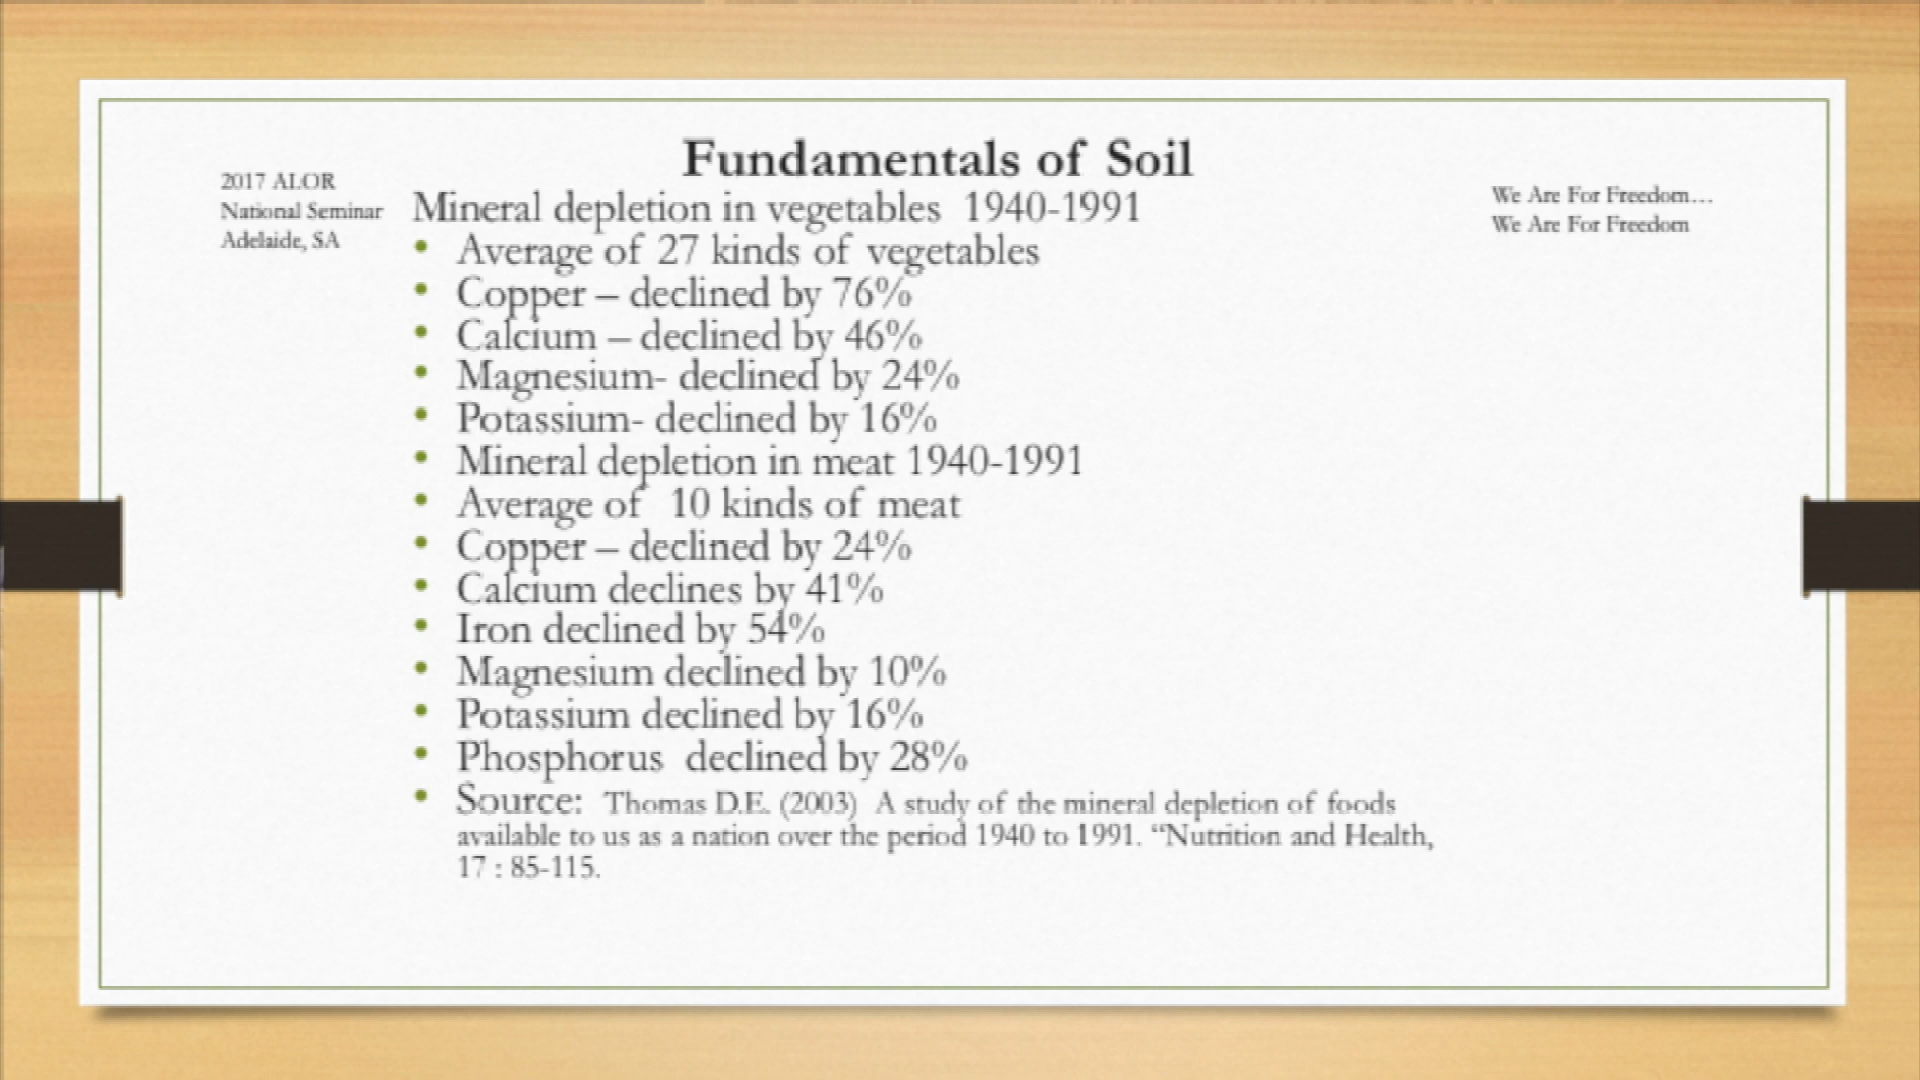 Fundamentals of Soil
2017 ALOR
National Seminar
Adelaide, SA
We Are For Freedom…
We Are For Freedom
Mineral depletion in vegetables 1940-1991
• Average of 27 kinds of vegetables
• Copper – declined by 76%
• Calcium – declined by 46%
• Magnesium- declined by 24%
• Potassium- declined by 16%
• Mineral depletion in meat 1940-1991
• Average of 10 kinds of meat
• Copper – declined by 24%
• Calcium declines by 41%
• Iron declined by 54%
• Magnesium declined by 10%
• Potassium declined by 16%
• Phosphorus declined by 28%
• Source: Thomas D.E. (2003) A study of the mineral depletion of foods
available to us as a nation over the period 1940 to 1991. “Nutrition and Health,
17 : 85-115.